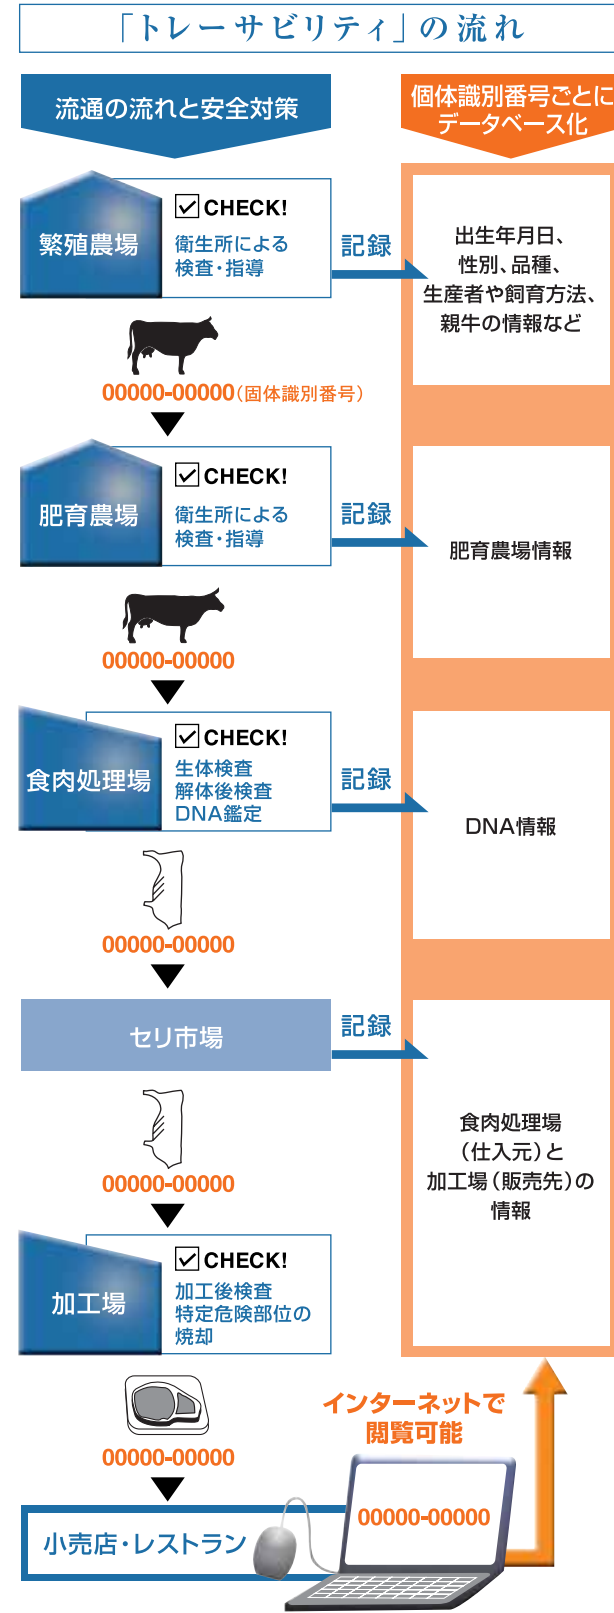 「トレーサビリティ」の流れ
流通の流れと安全対策
個体識別番号ごとに
データベース化
繁殖農場
CHECK!
衛生所による
検査・指導
記録
出生年月日、
性別、品種、
生産者や飼育方法、
親牛の情報など
00000-00000(固体識別番号)
肥育農場
CHECK!
衛生所による
検査・指導
記録
肥育農場情報
00000-00000
食肉処理場
CHECK!
生体検査
解体後検査
DNA鑑定
記録
DNA情報
00000-00000
セリ市場
記録
食肉処理場
(仕入元)と
加工場(販売先)の
情報
00000-00000
加工場
CHECK!
加工後検査
特定危険部位の
焼却
00000-00000
インターネットで
閲覧可能
小売店・レストラン
00000-00000